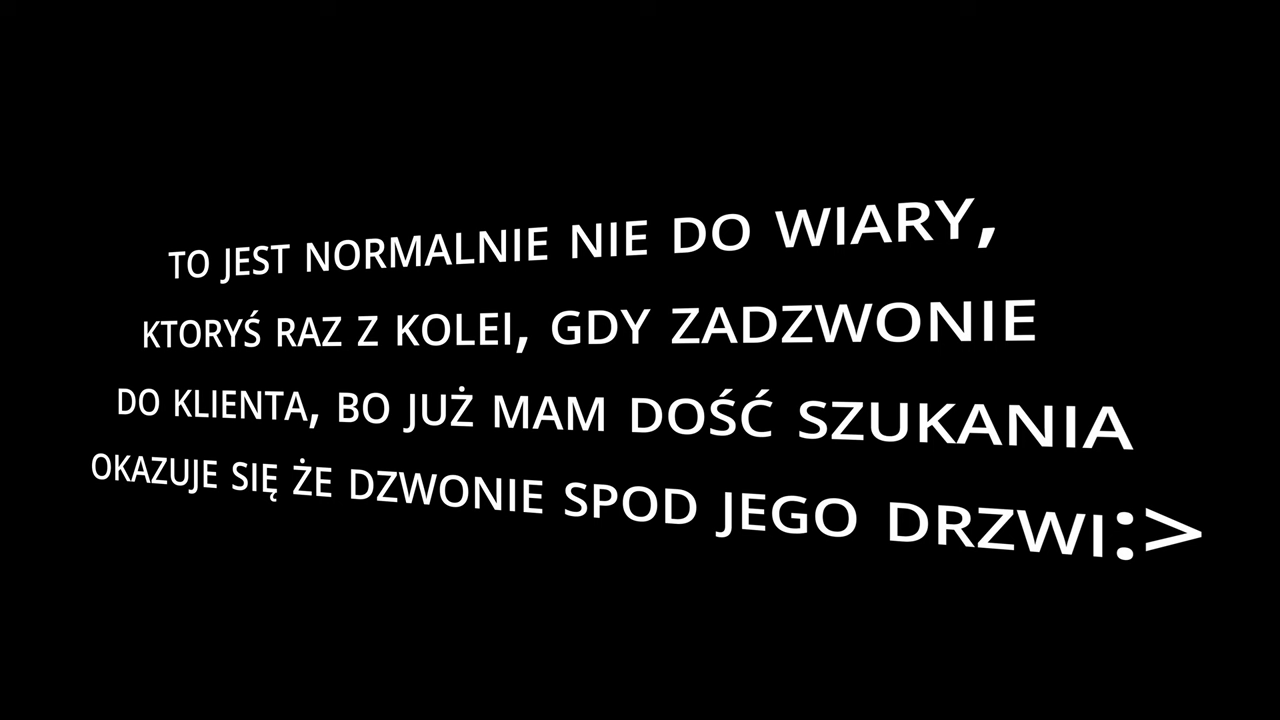 TO JEST NORMALNIE NIE DO WIARY,
KTORYŚ RAZ Z KOLEI, GDY ZADZWONIE
DO KLIENTA, BO JUŻ MAM DOŚĆ SZUKANIA
OKAZUJE SIĘ ŻE DZWONIE SPOD JEGO DRZWI:>